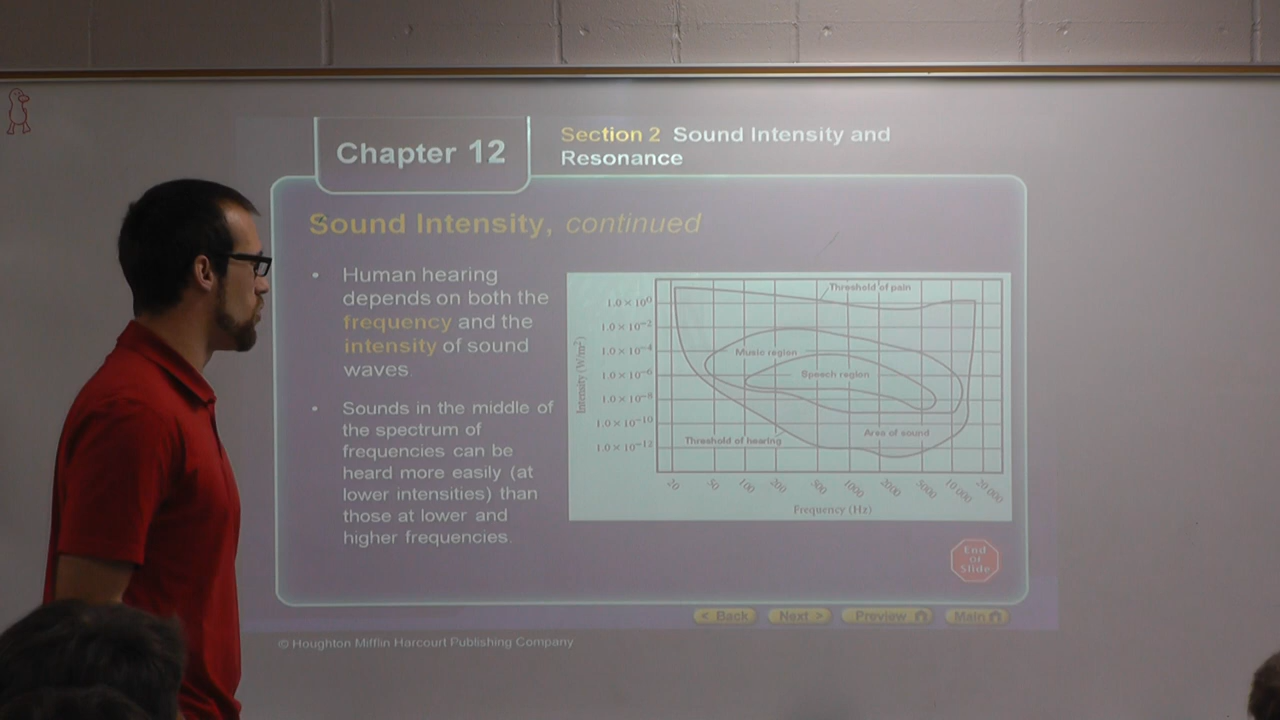 Chapter 12
Section 2 Sound Intensity and
Resonance
Sound Intensity, continued
• Human hearing
depends on both the
frequency and the
intensity of sound
waves
• Sounds in the middle of
the spectrum of
frequencies can be
heard more easily (at
lower intensities) than
those at lower and
higher frequencies.
Intensity (W/m²)
1.0 × 10⁰
1.0 × 10⁻²
1.0 × 10⁻⁴
1.0 × 10⁻⁶
1.0 × 10⁻⁸
1.0 × 10⁻¹⁰
1.0 × 10⁻¹²
Threshold of pain
Music region
Speech region
Area of sound
Threshold of hearing
20 50 100 200 500 1000 2000 5000 10 000 20 000
Frequency (Hz)
End
Of
Slide
< Back Next > Preview Main
© Houghton Mifflin Harcourt Publishing Company